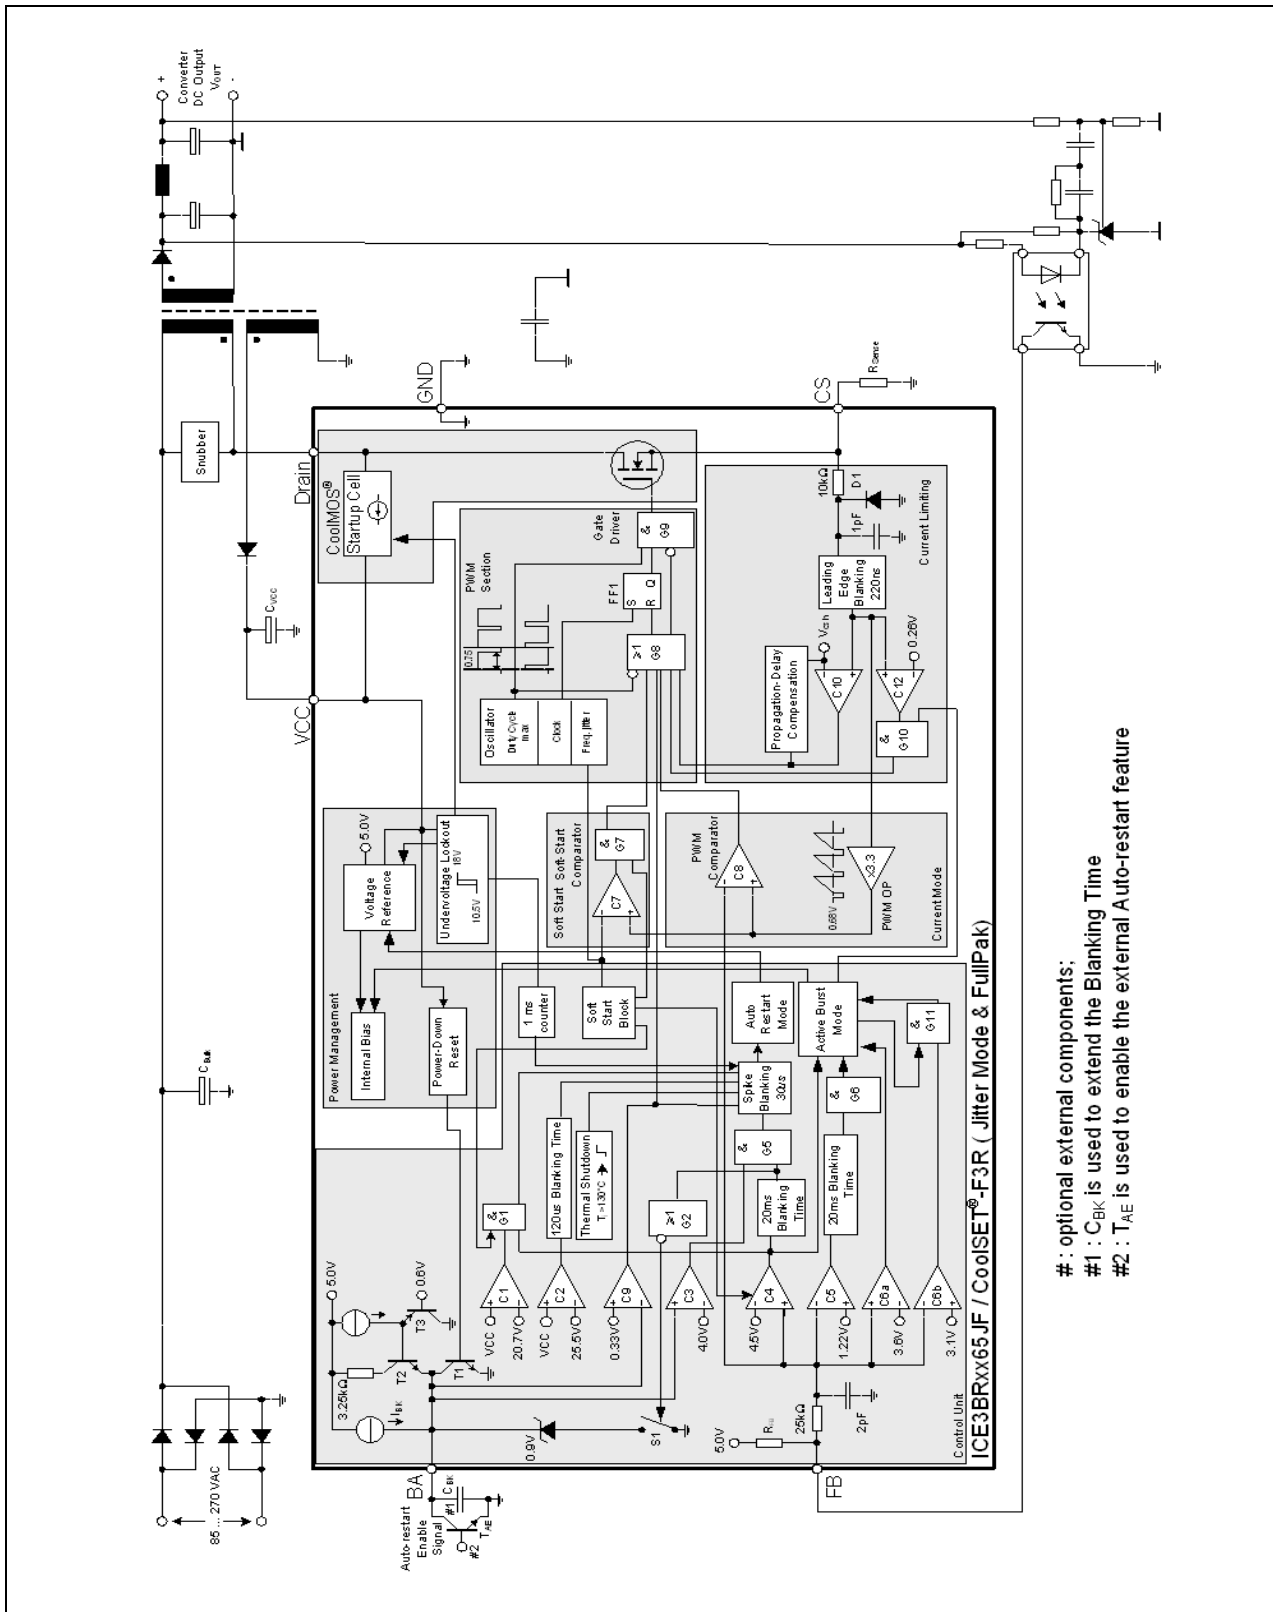 Converter
DC Output
VOUT
+
-
Snubber
85 ... 270 VAC
CBulk
CVCC
VCC
Drain
GND
CS
RSense
BA
FB
CoolMOS®
Startup Cell
Power Management
Internal Bias
Voltage
Reference
5.0V
Power-Down
Reset
Undervoltage Lockout
18V
10.5V
PWM
Section
0.75
Oscillator
Duty Cycle
max
Clock
Freq. jitter
Gate
Driver
&
G9
FF1
S
R
Q
≥1
G8
1 ms
counter
Soft
Start
Block
Soft Start
Soft-Start
Comparator
C7
&
G7
PWM
Comparator
C8
0.68V
PWM OP
x3.3
Current Mode
Propagation-Delay
Compensation
Vcsth
C10
C12
0.26V
&
G10
Leading
Edge
Blanking
220ns
10kΩ
D1
1pF
Current Limiting
5.0V
3.25kΩ
IBK
T2
T3
0.6V
T1
0.9V
S1
VCC
20.7V
C1
&
G1
VCC
25.5V
C2
120us Blanking Time
Thermal Shutdown
Tj >130°C
0.33V
C9
4.0V
C3
≥1
G2
4.5V
C4
20ms
Blanking
Time
&
G5
Spike
Blanking
30us
Auto
Restart
Mode
1.22V
C5
20ms Blanking
Time
&
G6
Active Burst
Mode
3.6V
C6a
3.1V
C6b
&
G11
5.0V
25kΩ
2pF
Control Unit
Auto-restart
Enable
Signal
#1
CBK
#2
TAE
ICE3BRxx65JF / CoolSET®-F3R ( Jitter Mode & FullPak)
# : optional external components;
#1 : CBK is used to extend the Blanking Time
#2 : TAE is used to enable the external Auto-restart feature